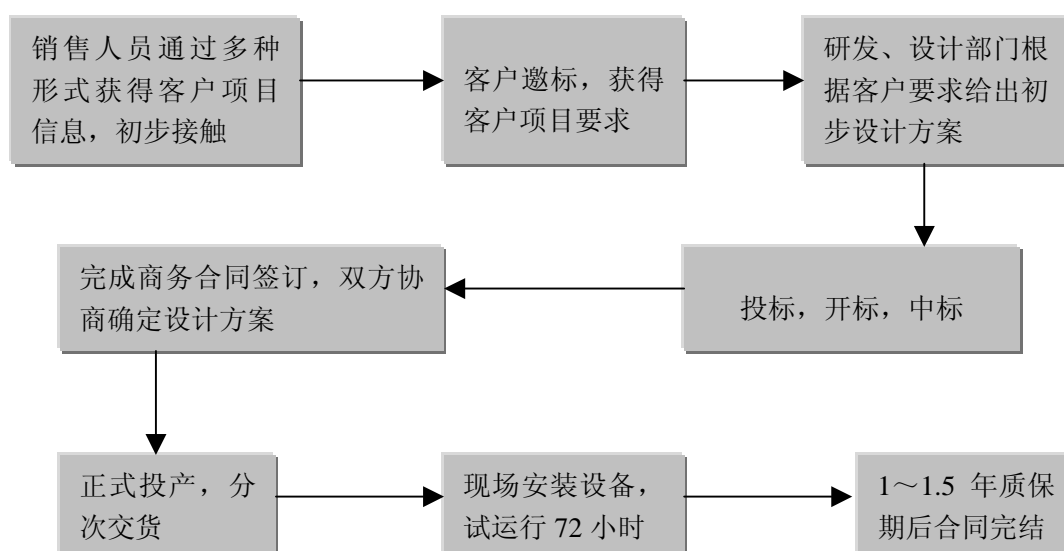 销售人员通过多种
形式获得客户项目
信息，初步接触
客户邀标，获得
客户项目要求
研发、设计部门根
据客户要求给出初
步设计方案
投标，开标，中标
完成商务合同签订，双方协
商确定设计方案
正式投产，分
次交货
现场安装设备，
试运行 72 小时
1～1.5 年质保
期后合同完结